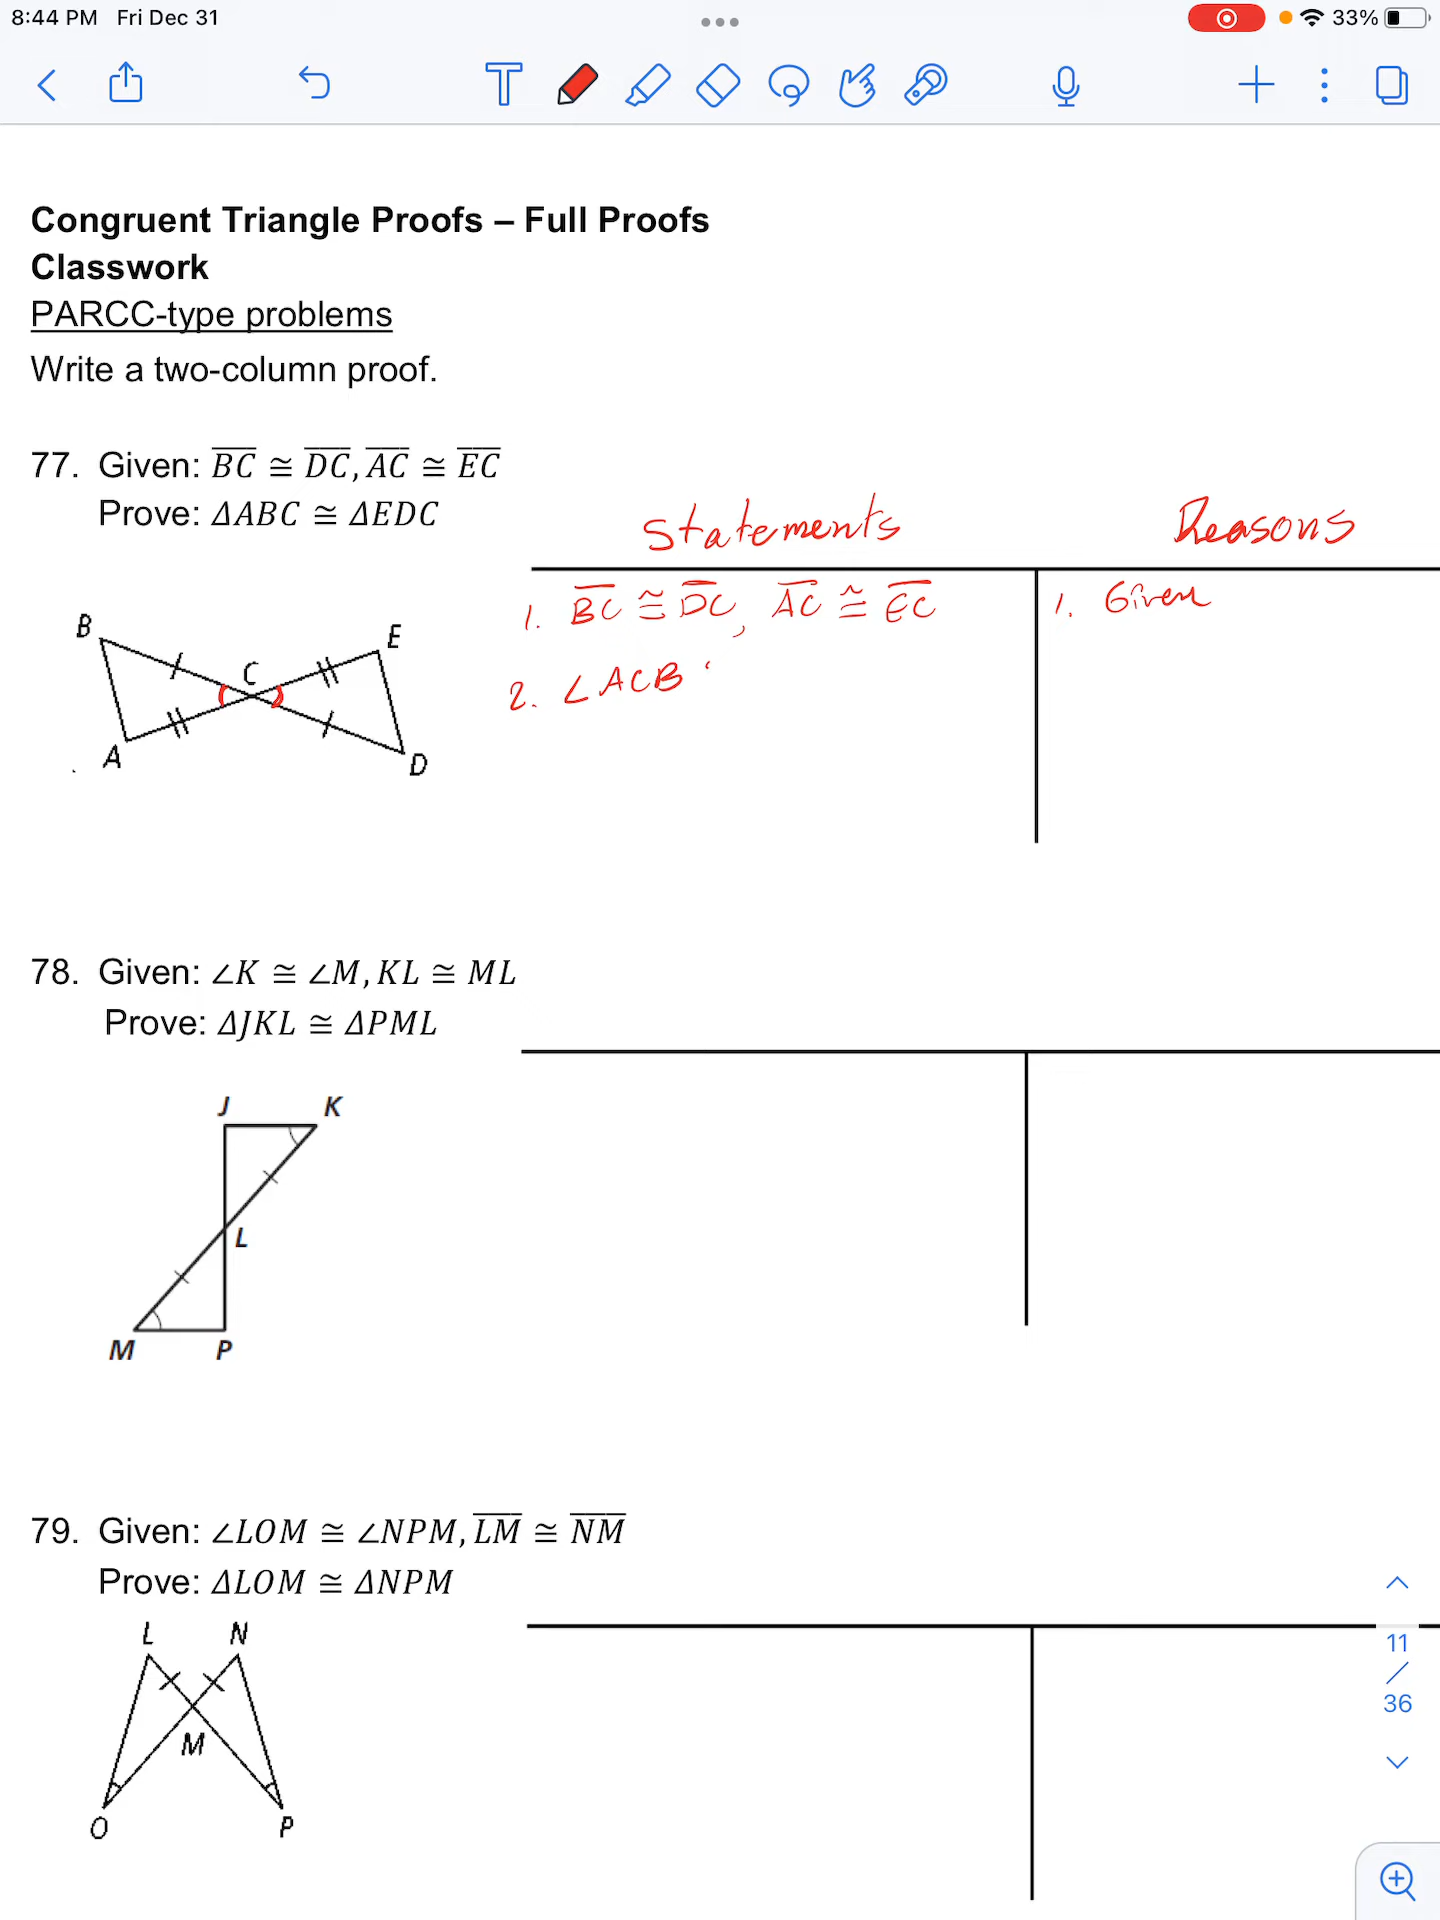 8:44 PM Fri Dec 31
33%
Congruent Triangle Proofs – Full Proofs
Classwork
PARCC-type problems
Write a two-column proof.
77. Given: BC ≅ DC, AC ≅ EC
Prove: ΔABC ≅ ΔEDC
Statements Reasons
1. BC ≅ DC, AC ≅ EC 1. Given
2. ∠ACB
B
E
C
A
D
78. Given: ∠K ≅ ∠M, KL ≅ ML
Prove: ΔJKL ≅ ΔPML
J K
L
M P
79. Given: ∠LOM ≅ ∠NPM, LM ≅ NM
Prove: ΔLOM ≅ ΔNPM
L N
M
O P
11
/
36